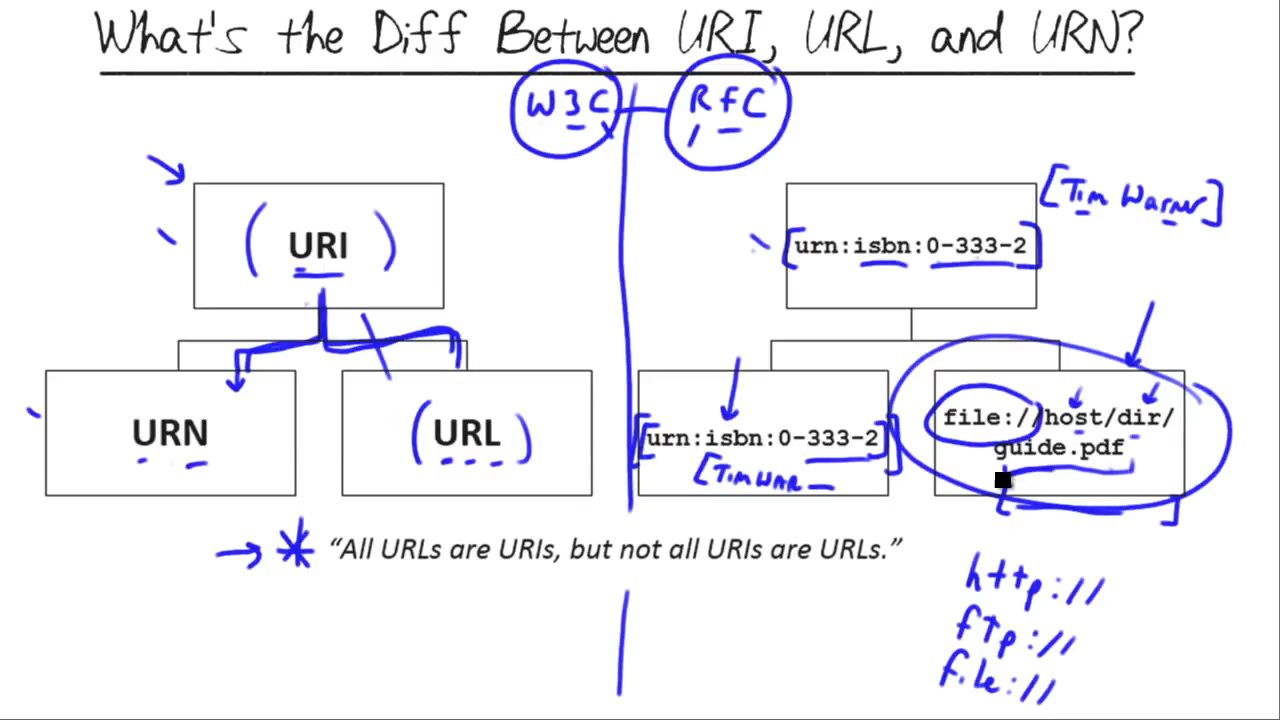 What's the Diff Between URI, URL, and URN?
W3C
RFC
[Tim Warner]
(URI)
[urn:isbn:0-333-2]
URN
(URL)
[urn:isbn:0-333-2]
[TimWar
file://host/dir/
guide.pdf
* “All URLs are URIs, but not all URIs are URLs.”
http://
ftp://
file://